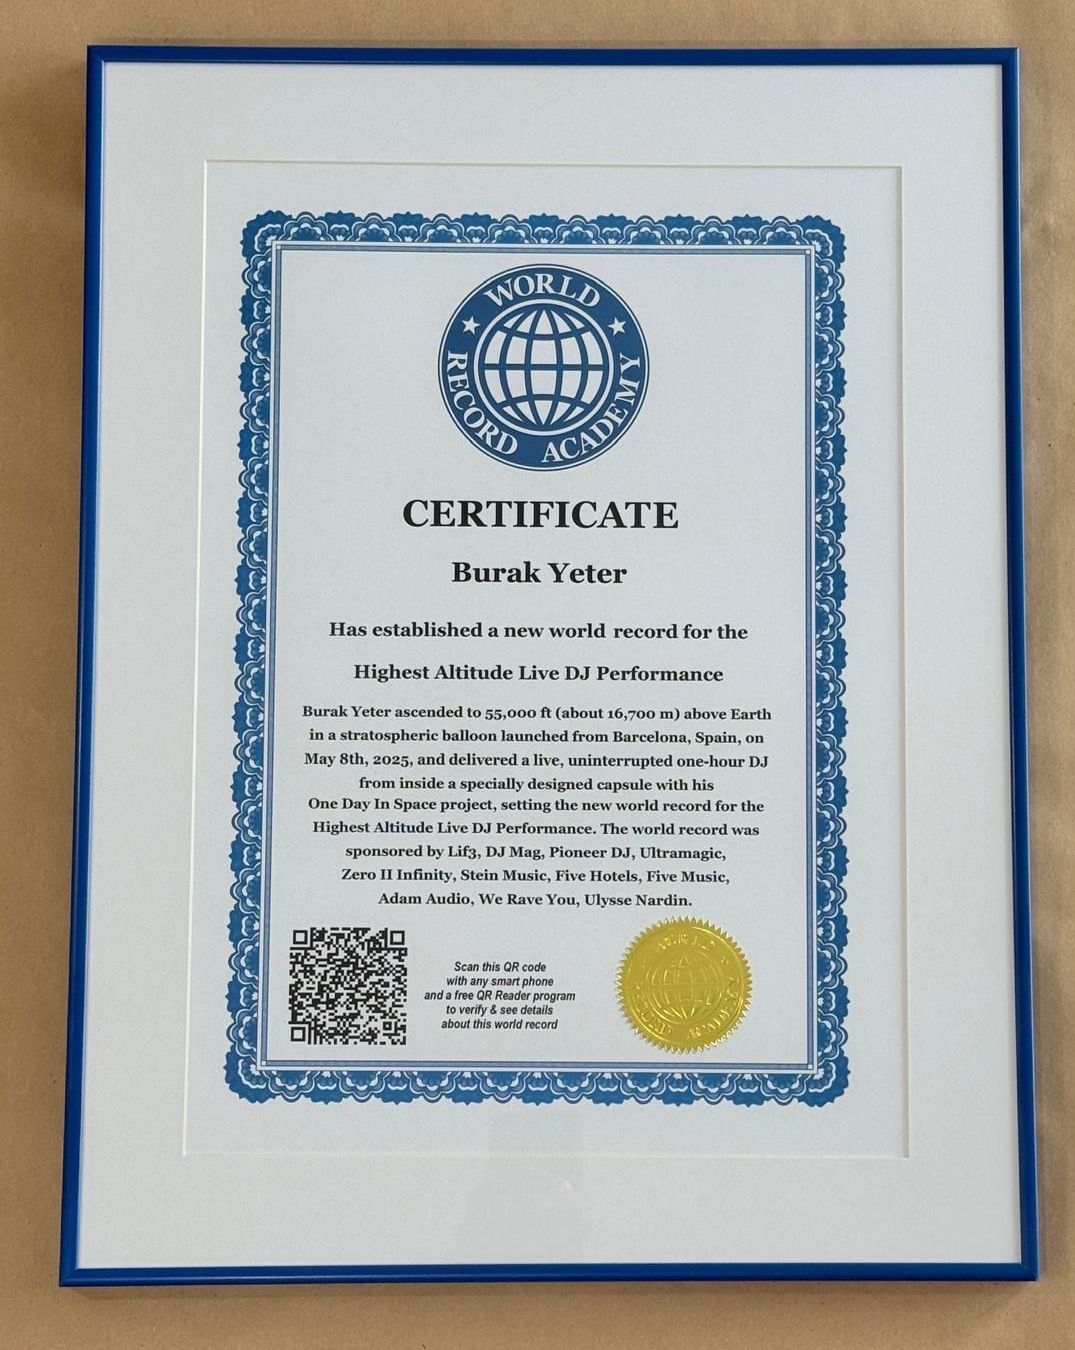 WORLD
RECORD ACADEMY
CERTIFICATE
Burak Yeter
Has established a new world record for the
Highest Altitude Live DJ Performance
Burak Yeter ascended to 55,000 ft (about 16,700 m) above Earth
in a stratospheric balloon launched from Barcelona, Spain, on
May 8th, 2025, and delivered a live, uninterrupted one-hour DJ
from inside a specially designed capsule with his
One Day In Space project, setting the new world record for the
Highest Altitude Live DJ Performance. The world record was
sponsored by Lif3, DJ Mag, Pioneer DJ, Ultramagic,
Zero II Infinity, Stein Music, Five Hotels, Five Music,
Adam Audio, We Rave You, Ulysse Nardin.
Scan this QR code
with any smart phone
and a free QR Reader program
to verify & see details
about this world record
WORLD
RECORD ACADEMY